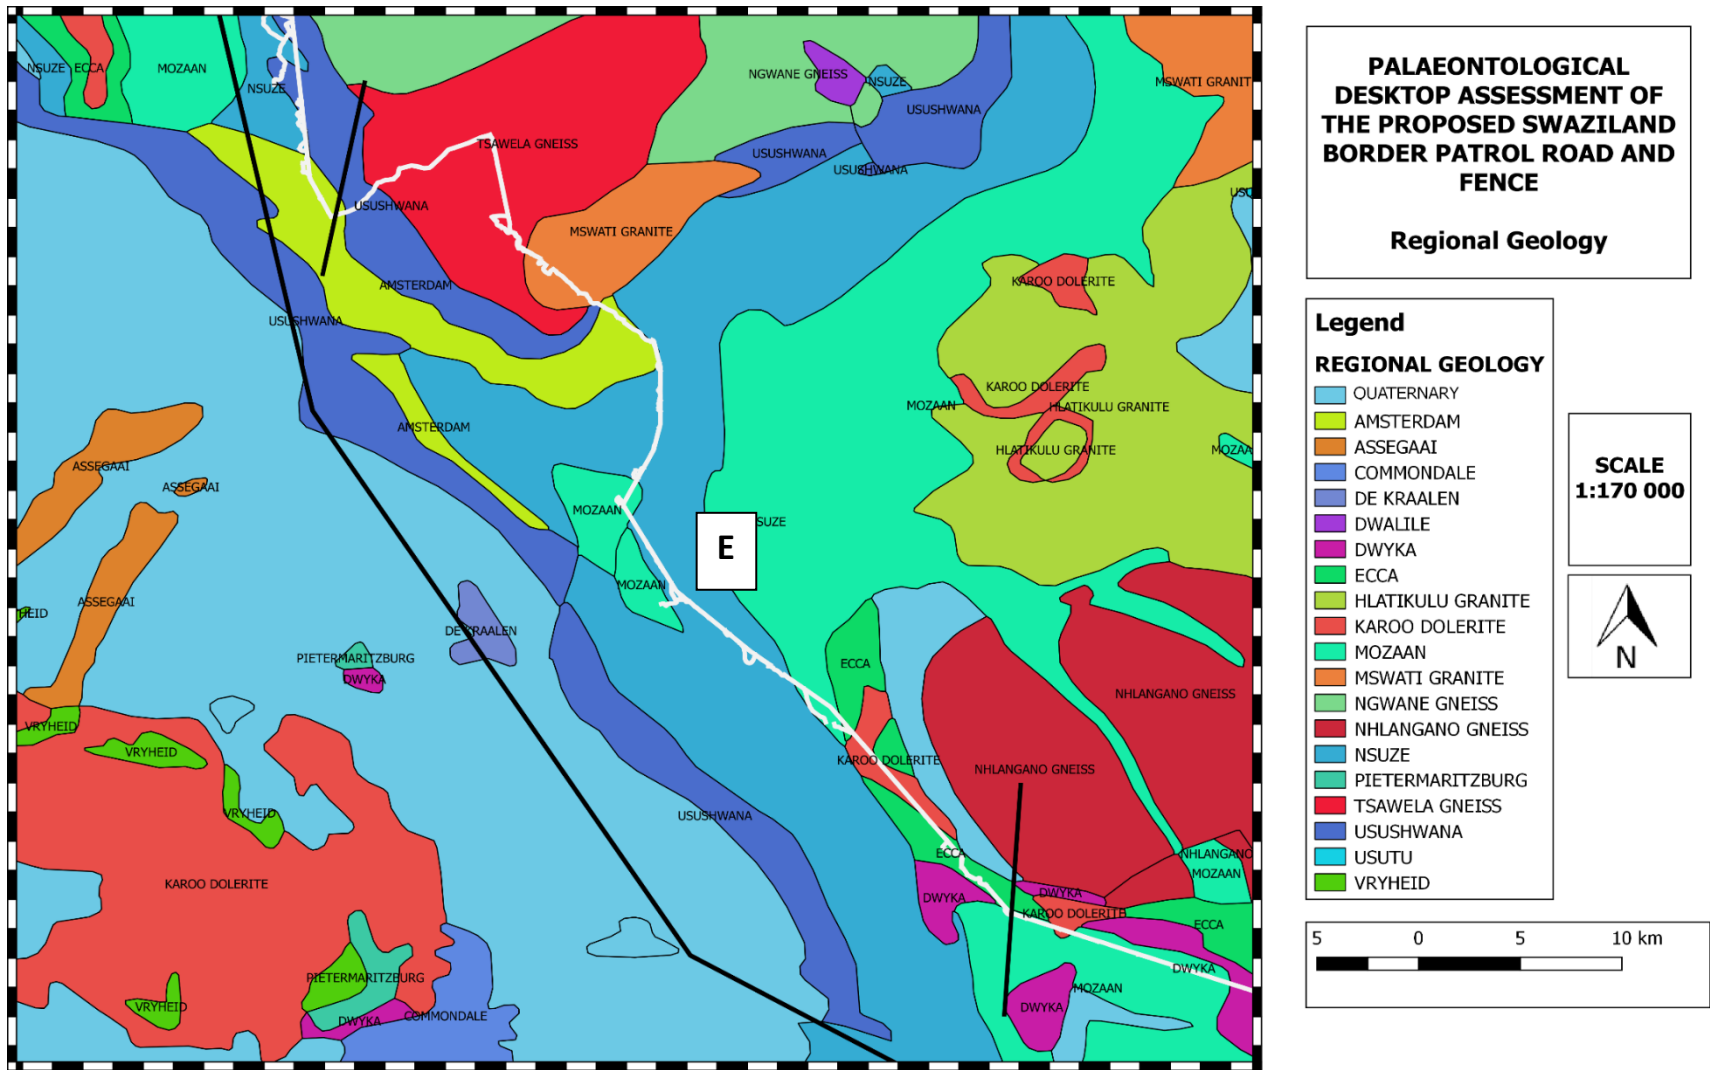 PALAEONTOLOGICAL
DESKTOP ASSESSMENT OF
THE PROPOSED SWAZILAND
BORDER PATROL ROAD AND
FENCE
Regional Geology
Legend
REGIONAL GEOLOGY
QUATERNARY
AMSTERDAM
ASSEGAAI
COMMONDALE
DE KRAALEN
DWALILE
DWYKA
ECCA
HLATIKULU GRANITE
KAROO DOLERITE
MOZAAN
MSWATI GRANITE
NGWANE GNEISS
NHLANGANO GNEISS
NSUZE
PIETERMARITZBURG
TSAWELA GNEISS
USUSHWANA
USUTU
VRYHEID
SCALE
1:170 000
N
5 0 5 10 km
NSUZE
ECCA
MOZAAN
NSUZE
NGWANE GNEISS
NSUZE
MSWATI GRANIT
USUSHWANA
TSAWELA GNEISS
USUSHWANA
USUSHWANA
USU
USUSHWANA
MSWATI GRANITE
AMSTERDAM
KAROO DOLERITE
USUSHWANA
KAROO DOLERITE
MOZAAN
HLATIKULU GRANITE
AMSTERDAM
HLATIKULU GRANITE
MOZAA
ASSEGAAI
ASSEGAAI
MOZAAN
E
SUZE
MOZAAN
ASSEGAAI
HEID
DE KRAALEN
PIETERMARITZBURG
DWYKA
ECCA
NHLANGANO GNEISS
VRYHEID
VRYHEID
KAROO DOLERITE
NHLANGANO GNEISS
VRYHEID
USUSHWANA
ECCA
NHLANGANO
MOZAAN
KAROO DOLERITE
DWYKA
DWYKA
KAROO DOLERITE
ECCA
DWYKA
PIETERMARITZBURG
MOZAAN
VRYHEID
DWYKA
COMMONDALE
DWYKA